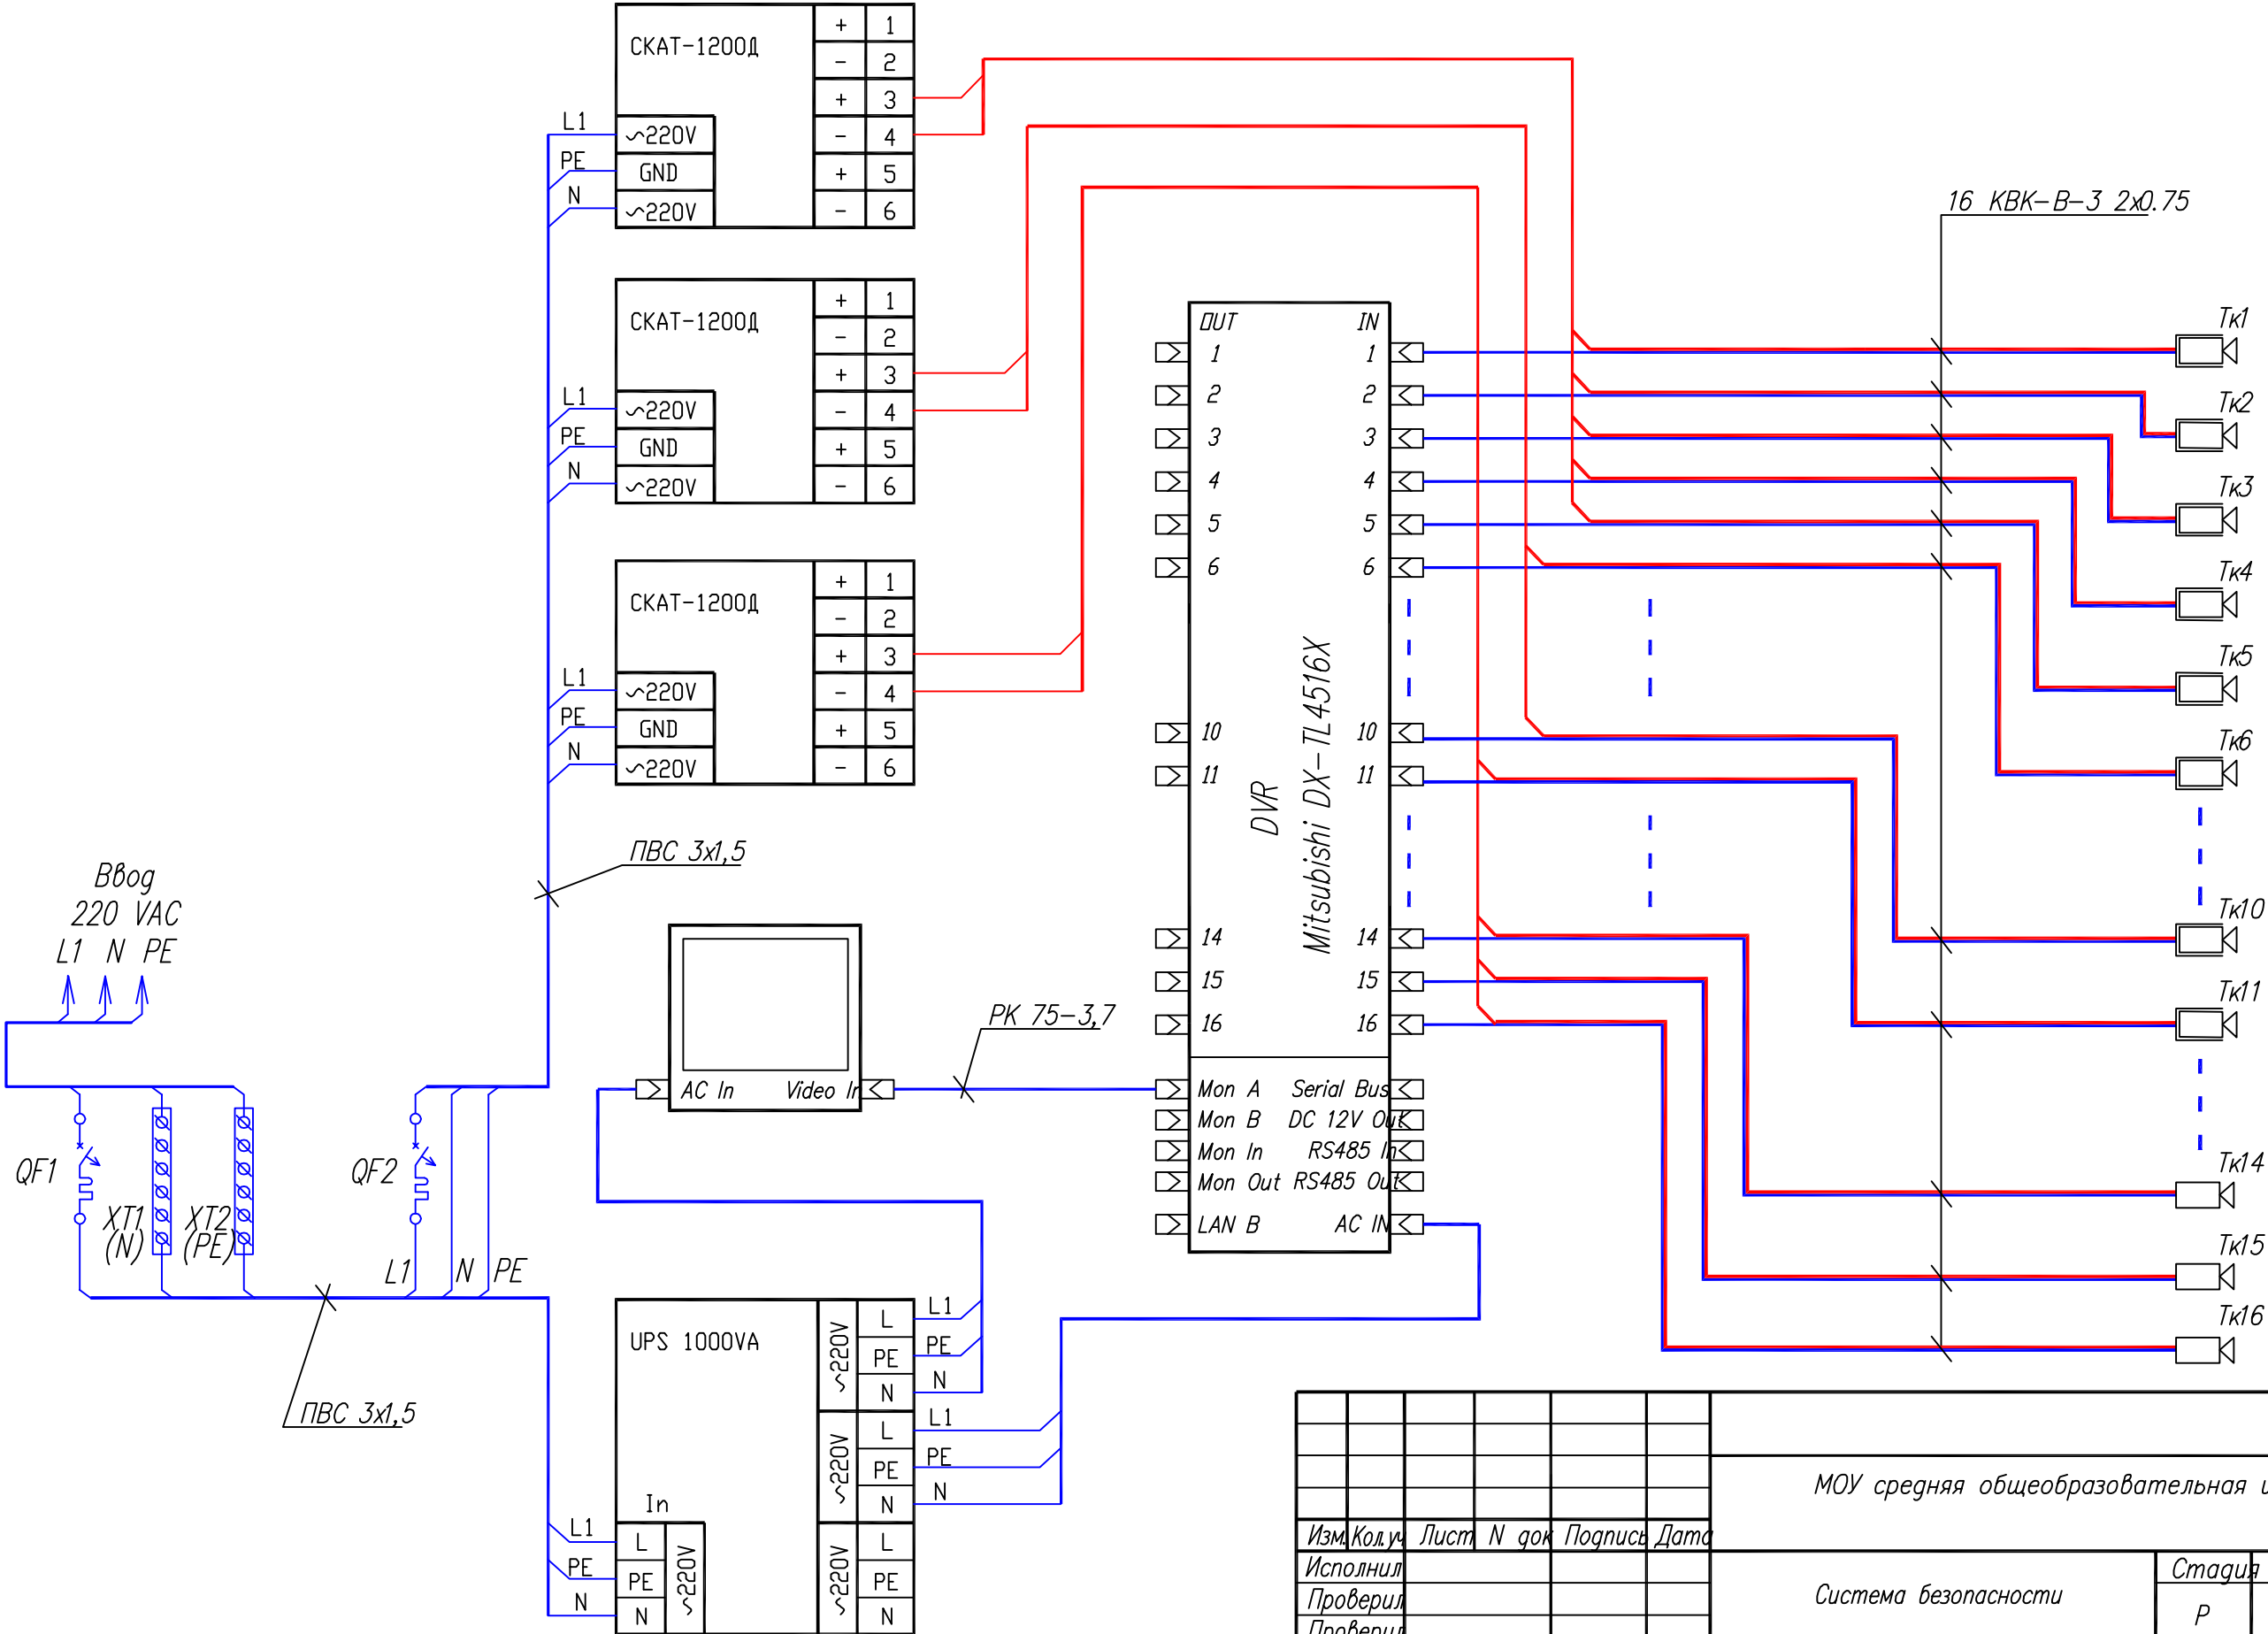 СКАТ-1200Д
+ 1
- 2
+ 3
- 4
+ 5
- 6
L1 ~220V
PE GND
N ~220V
СКАТ-1200Д
+ 1
- 2
+ 3
- 4
+ 5
- 6
L1 ~220V
PE GND
N ~220V
СКАТ-1200Д
+ 1
- 2
+ 3
- 4
+ 5
- 6
L1 ~220V
PE GND
N ~220V
ПВС 3х1,5
Ввод
220 VAC
L1 N PE
QF1
XT1
(N)
XT2
(PE)
QF2
L1 N PE
ПВС 3х1,5
AC In Video In
РК 75-3,7
UPS 1000VA
In
L1 L
PE PE
N N
~220V
~220V
L L1
PE PE
N N
~220V
L L1
PE PE
N N
~220V
L
PE
N
OUT IN
1 1
2 2
3 3
4 4
5 5
6 6
10 10
11 11
14 14
15 15
16 16
DVR
Mitsubishi DX-TL4516X
Mon A Serial Bus
Mon B DC 12V Out
Mon In RS485 In
Mon Out RS485 Out
LAN B AC IN
16 КВК-В-3 2х0.75
Тк1
Тк2
Тк3
Тк4
Тк5
Тк6
Тк10
Тк11
Тк14
Тк15
Тк16
МОУ средняя общеобразовательная
Изм. Кол.уч Лист N док Подпись Дата
Исполнил
Проверил
Проверил
Система безопасности
Стадия
Р